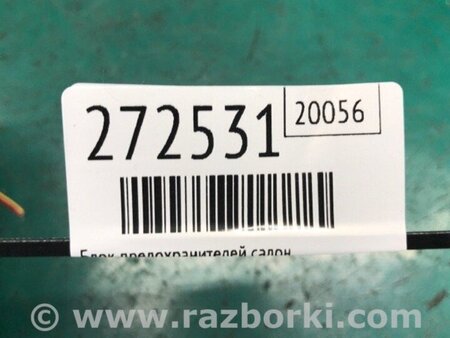 272531
20056
Блок предохранителей салон
© www.razborki.com